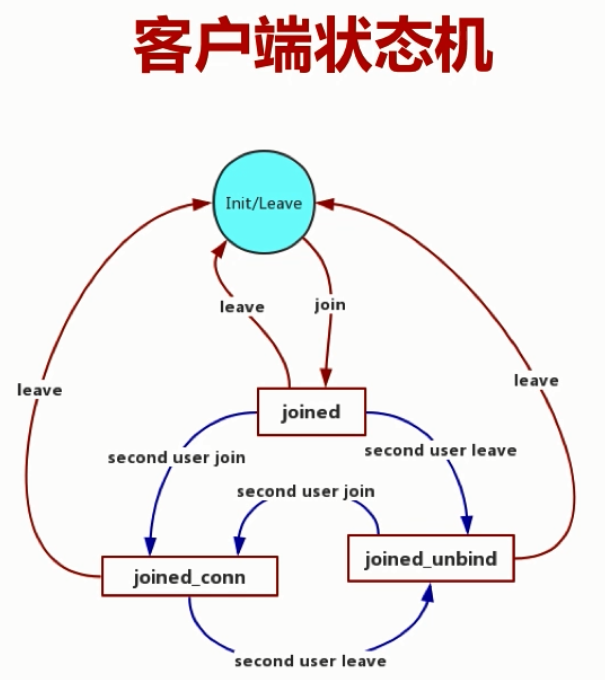 客户端状态机
Init/Leave
leave
join
leave
leave
joined
second user join
second user leave
second user join
joined_conn
joined_unbind
second user leave